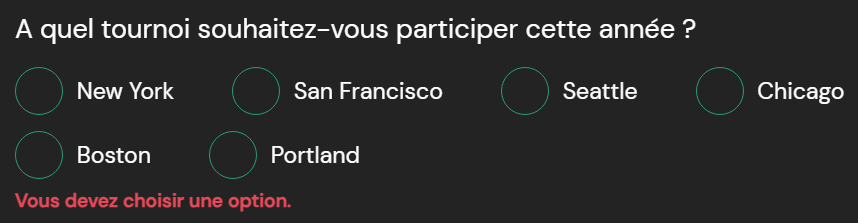 A quel tournoi souhaitez-vous participer cette année ?
New York San Francisco Seattle Chicago
Boston Portland
Vous devez choisir une option.